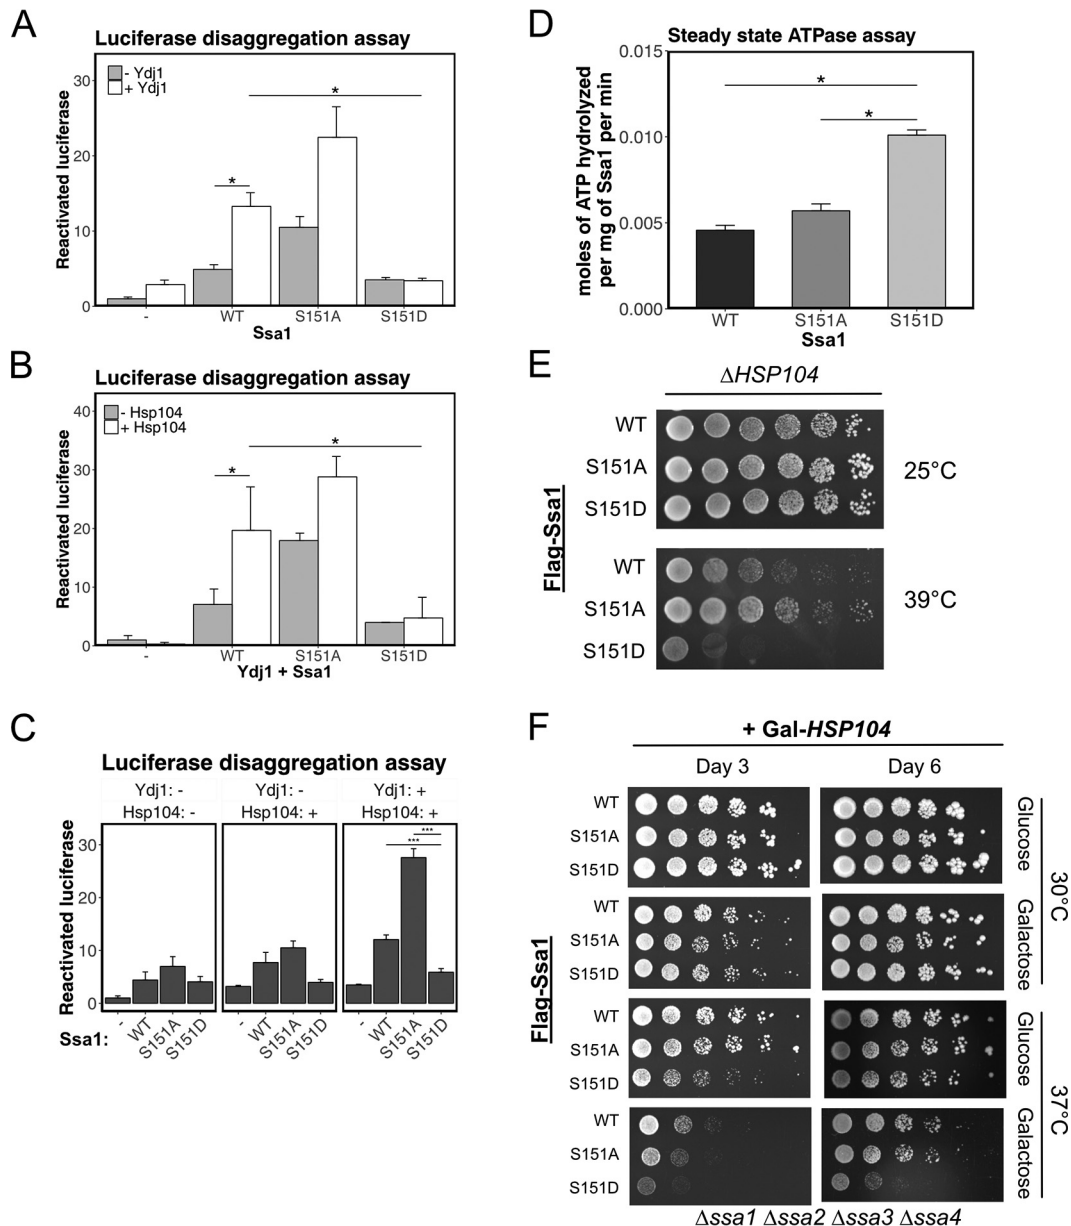 A
Luciferase disaggregation assay
- Ydj1
+ Ydj1
*
*
Reactivated luciferase
30
20
10
0
- WT S151A S151D
Ssa1
B
Luciferase disaggregation assay
- Hsp104
+ Hsp104
*
*
Reactivated luciferase
40
30
20
10
0
- WT S151A S151D
Ydj1 + Ssa1
C
Luciferase disaggregation assay
Ydj1: - Ydj1: - Ydj1: +
Hsp104: - Hsp104: + Hsp104: +
***
***
Reactivated luciferase
30
20
10
0
Ssa1: - WT S151A S151D - WT S151A S151D - WT S151A S151D
D
Steady state ATPase assay
*
*
moles of ATP hydrolyzed
per mg of Ssa1 per min
0.015
0.010
0.005
0.000
WT S151A S151D
Ssa1
E
ΔHSP104
Flag-Ssa1
WT
S151A
S151D
25°C
WT
S151A
S151D
39°C
F
+ Gal-HSP104
Day 3 Day 6
Flag-Ssa1
WT
S151A
S151D
Glucose
WT
S151A
S151D
Galactose
30°C
WT
S151A
S151D
Glucose
WT
S151A
S151D
Galactose
37°C
Δssa1 Δssa2 Δssa3 Δssa4